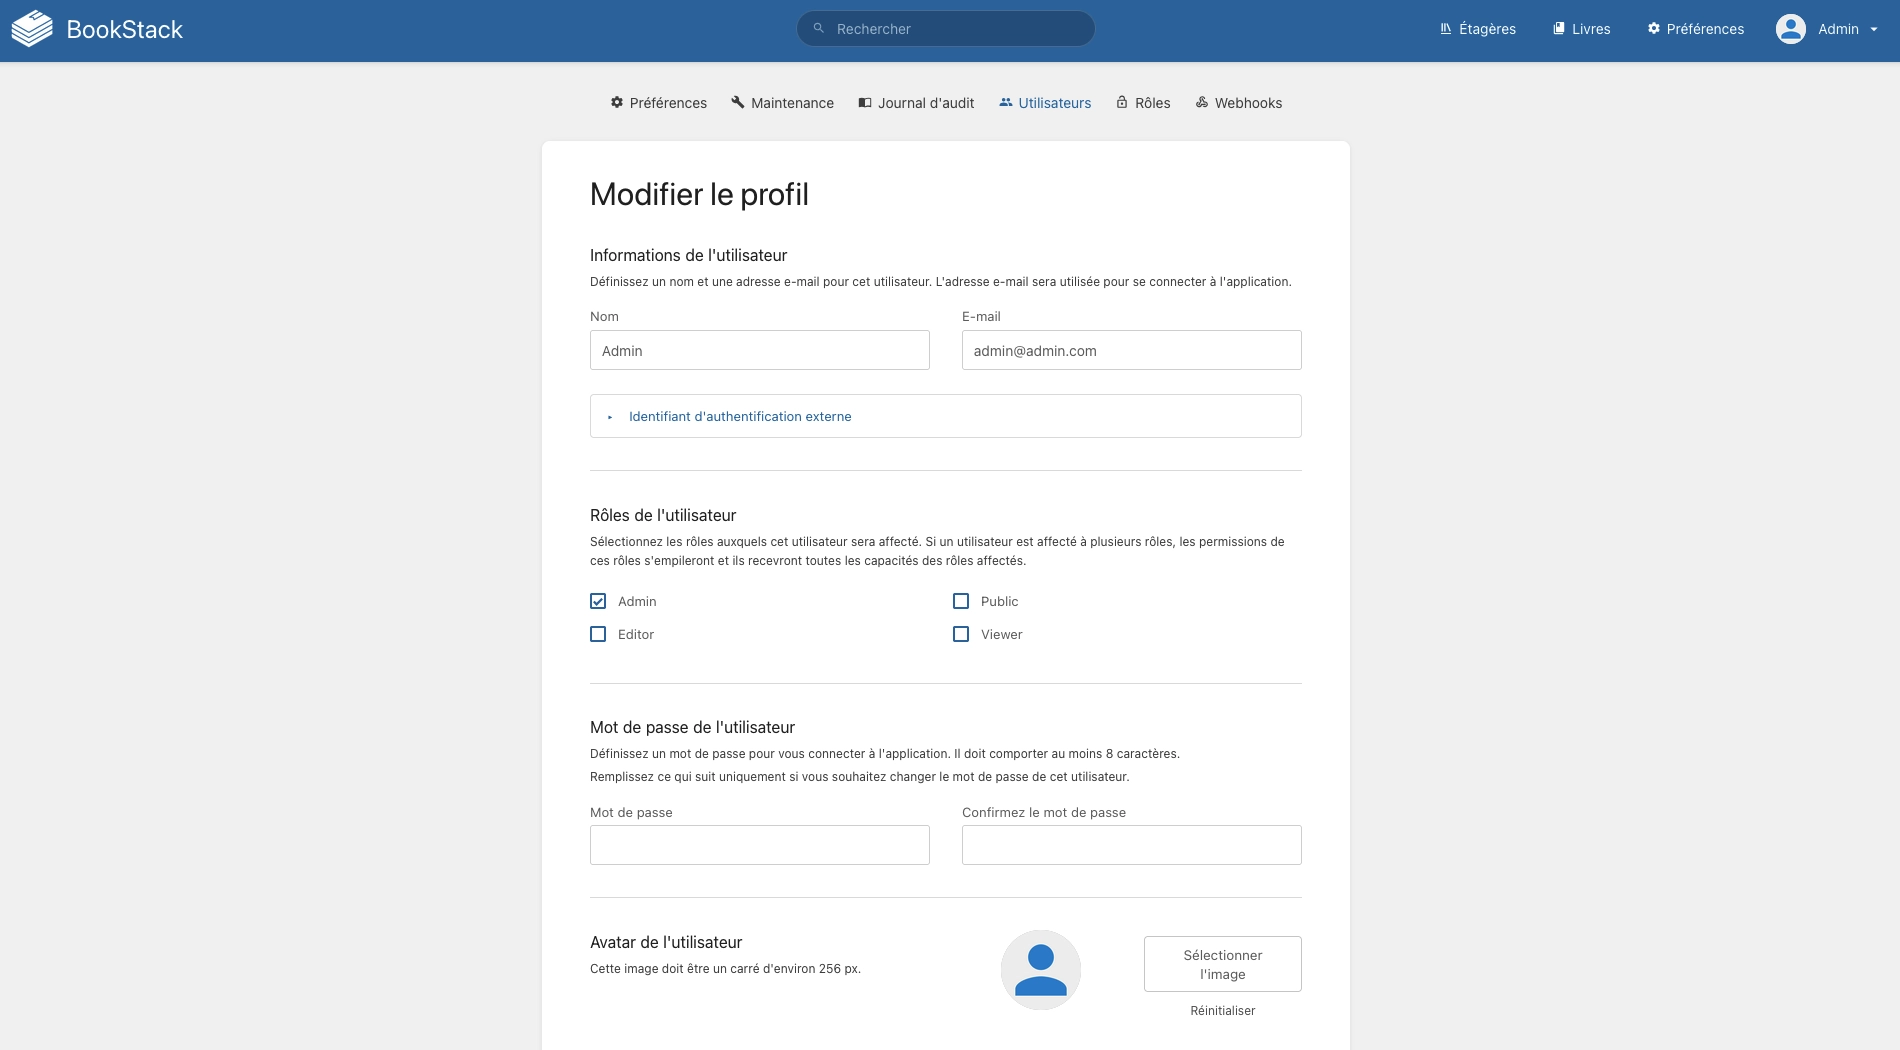 BookStack
Rechercher
Étagères
Livres
Préférences
Admin
Préférences
Maintenance
Journal d'audit
Utilisateurs
Rôles
Webhooks
Modifier le profil
Informations de l'utilisateur
Définissez un nom et une adresse e-mail pour cet utilisateur. L'adresse e-mail sera utilisée pour se connecter à l'application.
Nom
E-mail
Admin
admin@admin.com
Identifiant d'authentification externe
Rôles de l'utilisateur
Sélectionnez les rôles auxquels cet utilisateur sera affecté. Si un utilisateur est affecté à plusieurs rôles, les permissions de
ces rôles s'empileront et ils recevront toutes les capacités des rôles affectés.
Admin
Public
Editor
Viewer
Mot de passe de l'utilisateur
Définissez un mot de passe pour vous connecter à l'application. Il doit comporter au moins 8 caractères.
Remplissez ce qui suit uniquement si vous souhaitez changer le mot de passe de cet utilisateur.
Mot de passe
Confirmez le mot de passe
Avatar de l'utilisateur
Cette image doit être un carré d'environ 256 px.
Sélectionner
l'image
Réinitialiser